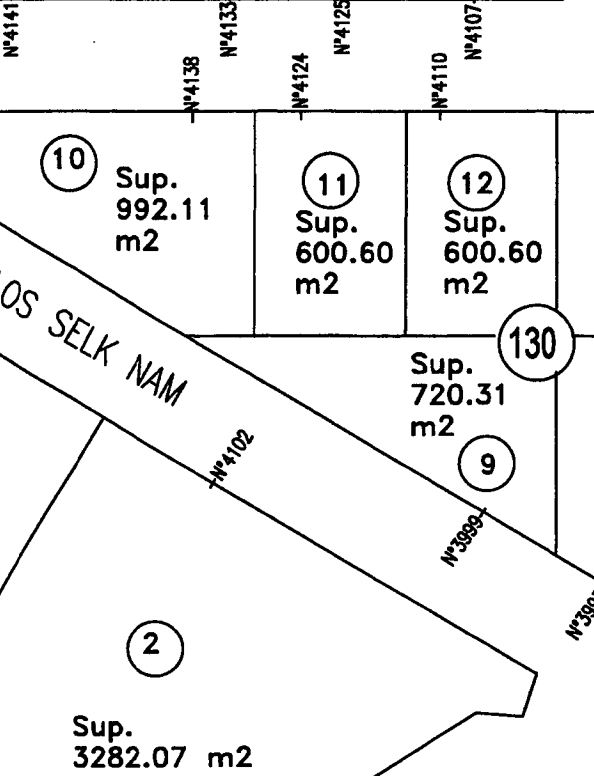 N°4141
N°4133
N°4125
N°4107
N°4138
N°4124
N°4110
10
Sup.
992.11
m2
11
Sup.
600.60
m2
12
Sup.
600.60
m2
LOS SELK NAM
130
Sup.
720.31
m2
9
N°4102
N°3999
2
Sup.
3282.07 m2